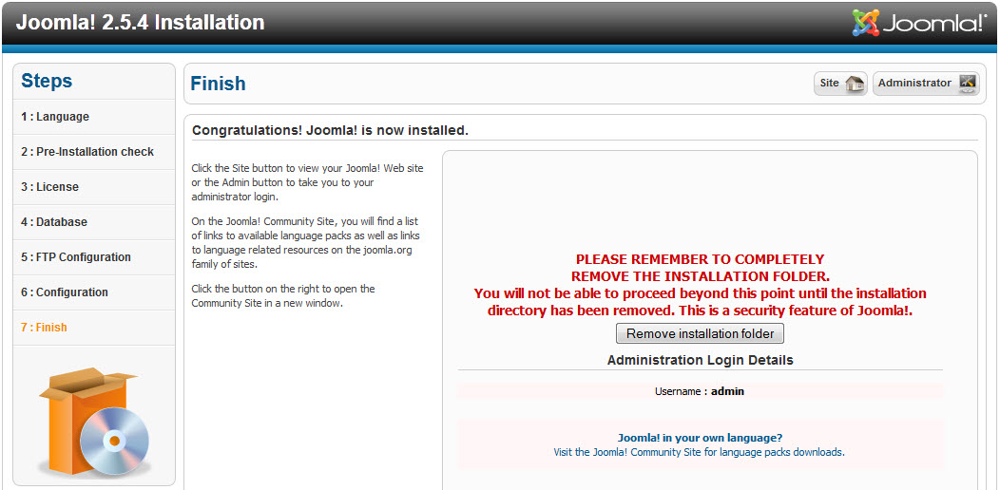 Joomla! 2.5.4 Installation
Joomla!®
Steps
1 : Language
2 : Pre-Installation check
3 : License
4 : Database
5 : FTP Configuration
6 : Configuration
7 : Finish
Finish
Site
Administrator
Congratulations! Joomla! is now installed.
Click the Site button to view your Joomla! Web site
or the Admin button to take you to your
administrator login.
On the Joomla! Community Site, you will find a list
of links to available language packs as well as links
to language related resources on the joomla.org
family of sites.
Click the button on the right to open the
Community Site in a new window.
PLEASE REMEMBER TO COMPLETELY
REMOVE THE INSTALLATION FOLDER.
You will not be able to proceed beyond this point until the installation
directory has been removed. This is a security feature of Joomla!.
Remove installation folder
Administration Login Details
Username : admin
Joomla! in your own language?
Visit the Joomla! Community Site for language packs downloads.